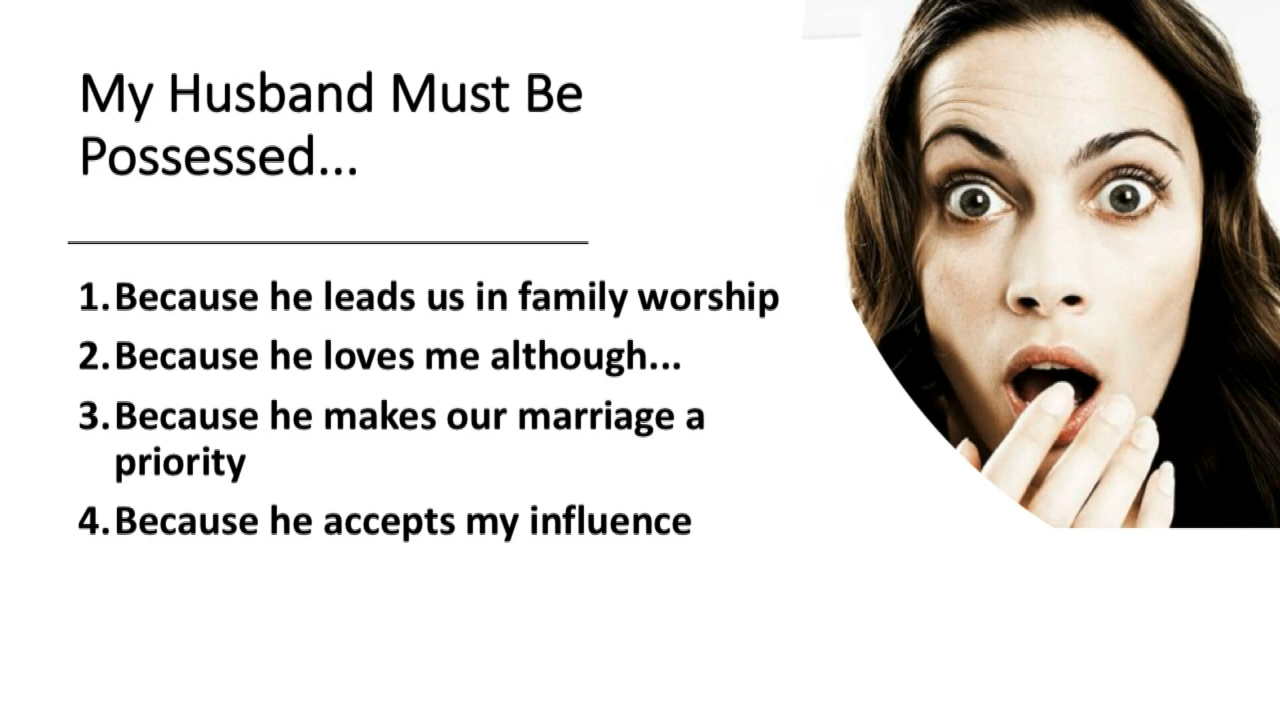 My Husband Must Be
Possessed...
1. Because he leads us in family worship
2. Because he loves me although...
3. Because he makes our marriage a
priority
4. Because he accepts my influence